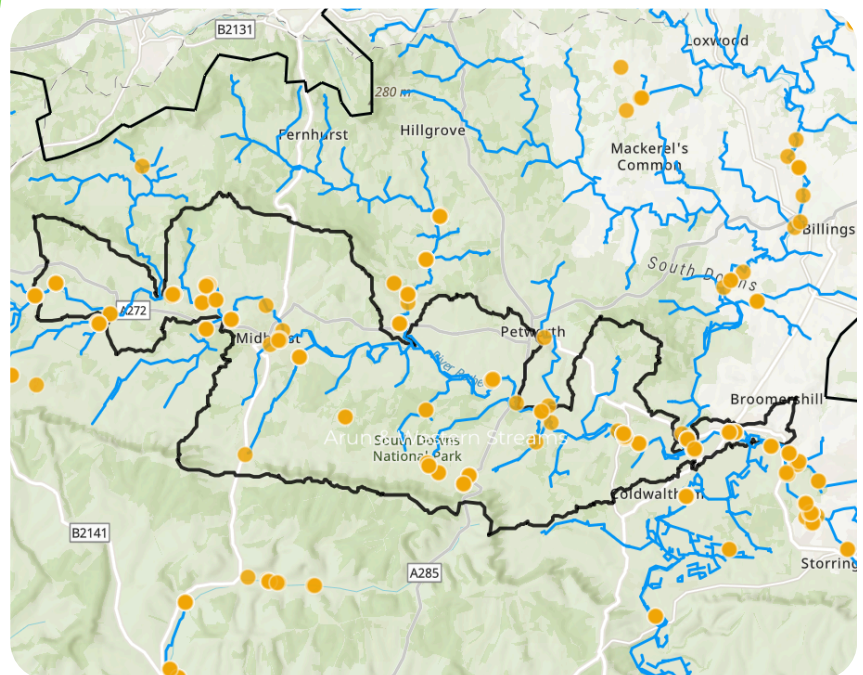 B2131
Loxwood
280 m
Fernhurst
Hillgrove
Mackerel's
Common
Billings
South Downs
A272
Midhurst
Petworth
River Rother
Broomershill
Arun & Western Streams
South Downs
National Park
Coldwaltham
B2141
A285
Storring